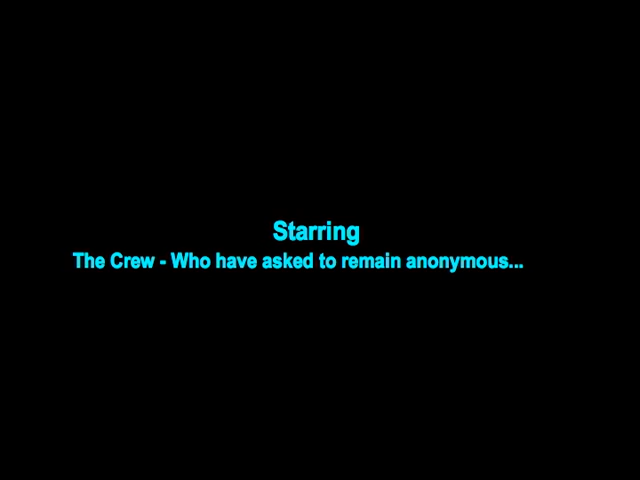 Starring
The Crew - Who have asked to remain anonymous...